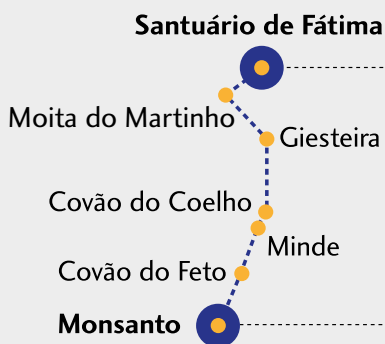 Santuário de Fátima
Moita do Martinho
Giesteira
Covão do Coelho
Minde
Covão do Feto
Monsanto